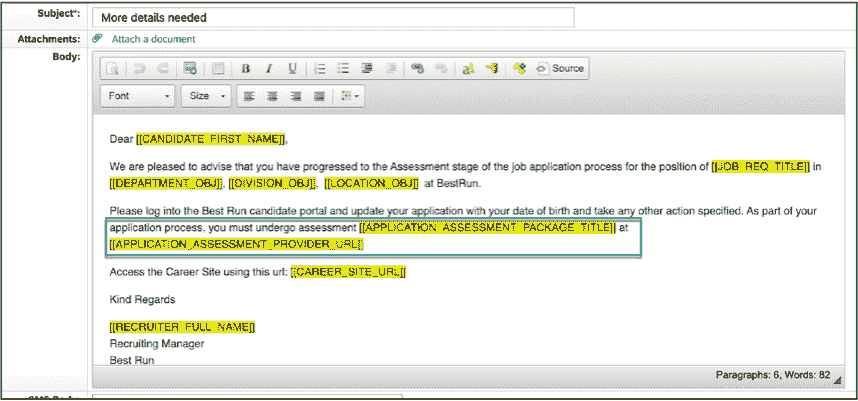 Subject*: More details needed
Attachments: Attach a document
Body:
B I U Source
Font Size
Dear [[CANDIDATE_FIRST_NAME]],
We are pleased to advise that you have progressed to the Assessment stage of the job application process for the position of [[JOB_REQ_TITLE]] in
[[DEPARTMENT_OBJ]], [[DIVISION_OBJ]], [[LOCATION_OBJ]] at BestRun.
Please log into the Best Run candidate portal and update your application with your date of birth and take any other action specified. As part of your
application process, you must undergo assessment [[APPLICATION_ASSESSMENT_PACKAGE_TITLE]] at
[[APPLICATION_ASSESSMENT_PROVIDER_URL]]
Access the Career Site using this url: [[CAREER_SITE_URL]]
Kind Regards
[[RECRUITER_FULL_NAME]]
Recruiting Manager
Best Run
Paragraphs: 6, Words: 82